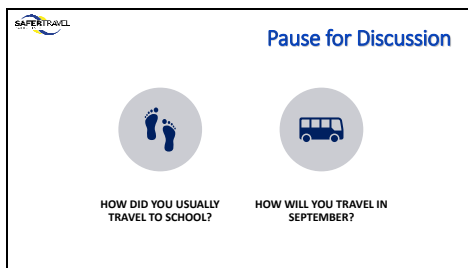 SAFERTRAVEL
Pause for Discussion
HOW DID YOU USUALLY
TRAVEL TO SCHOOL?
HOW WILL YOU TRAVEL IN
SEPTEMBER?